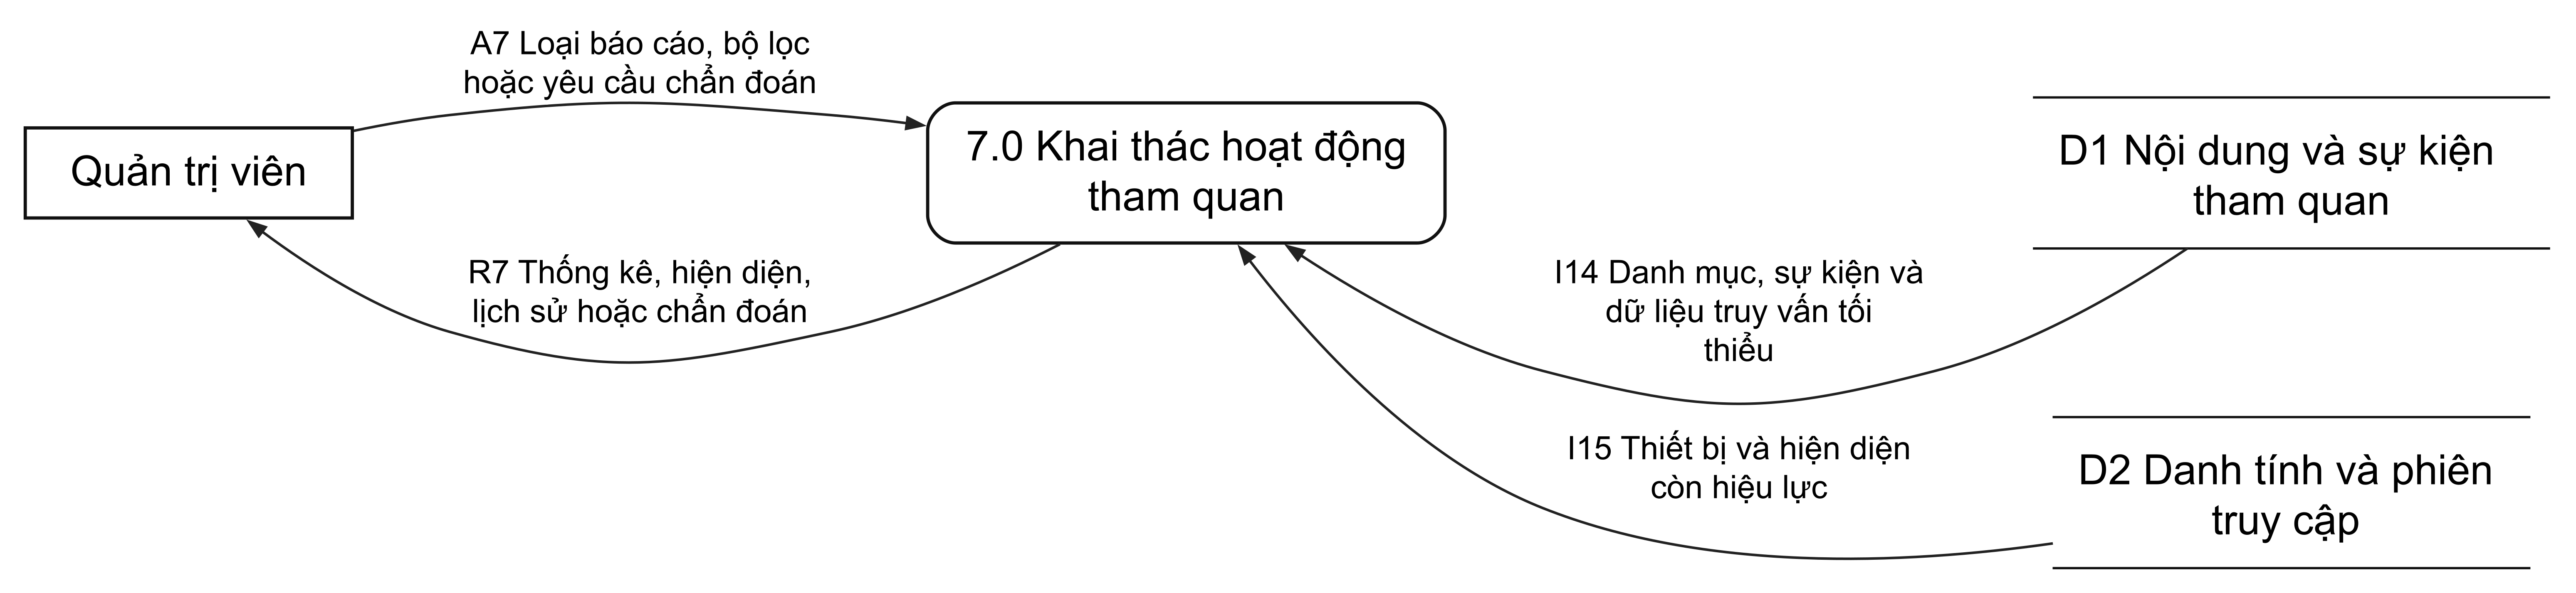 A7 Loại báo cáo, bộ lọc
hoặc yêu cầu chẩn đoán
Quản trị viên
7.0 Khai thác hoạt động
tham quan
D1 Nội dung và sự kiện
tham quan
R7 Thống kê, hiện diện,
lịch sử hoặc chẩn đoán
I14 Danh mục, sự kiện và
dữ liệu truy vấn tối
thiểu
I15 Thiết bị và hiện diện
còn hiệu lực
D2 Danh tính và phiên
truy cập